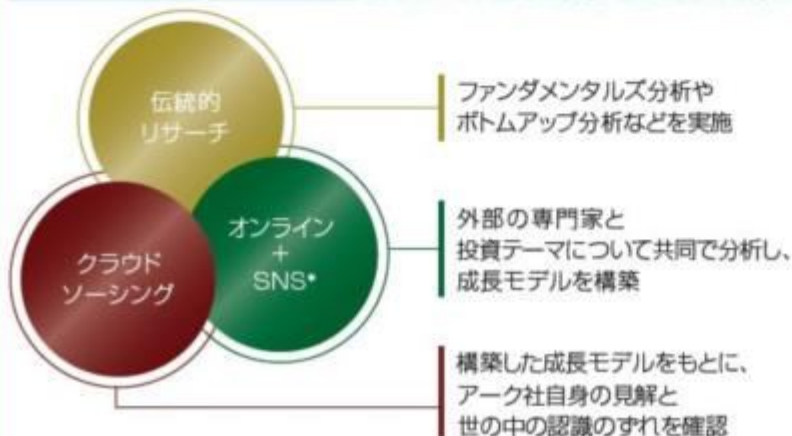 伝統的
リサーチ
ファンダメンタルズ分析や
ボトムアップ分析などを実施
オンライン
+
SNS*
外部の専門家と
投資テーマについて共同で分析し、
成長モデルを構築
クラウド
ソーシング
構築した成長モデルをもとに、
アーク社自身の見解と
世の中の認識のずれを確認